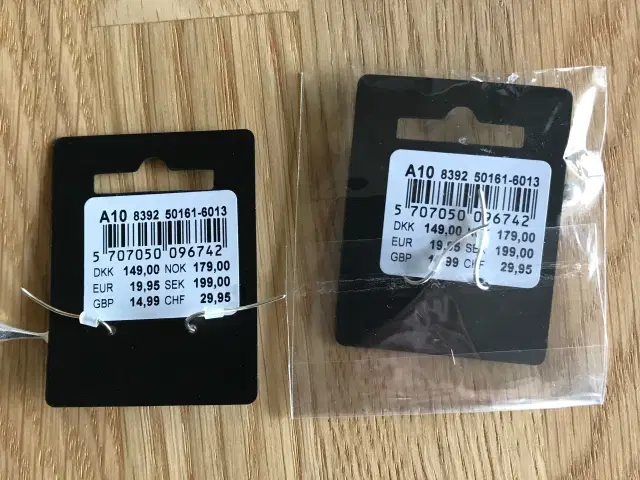 A10 8392 50161-6013
5 707050 096742
DKK 149,00 NOK 179,00
EUR 19,95 SEK 199,00
GBP 14,99 CHF 29,95
A10 8392 50161-6013
5 707050 096742
DKK 149,00 179,00
EUR 19,95 199,00
GBP 14,99 CHF 29,95